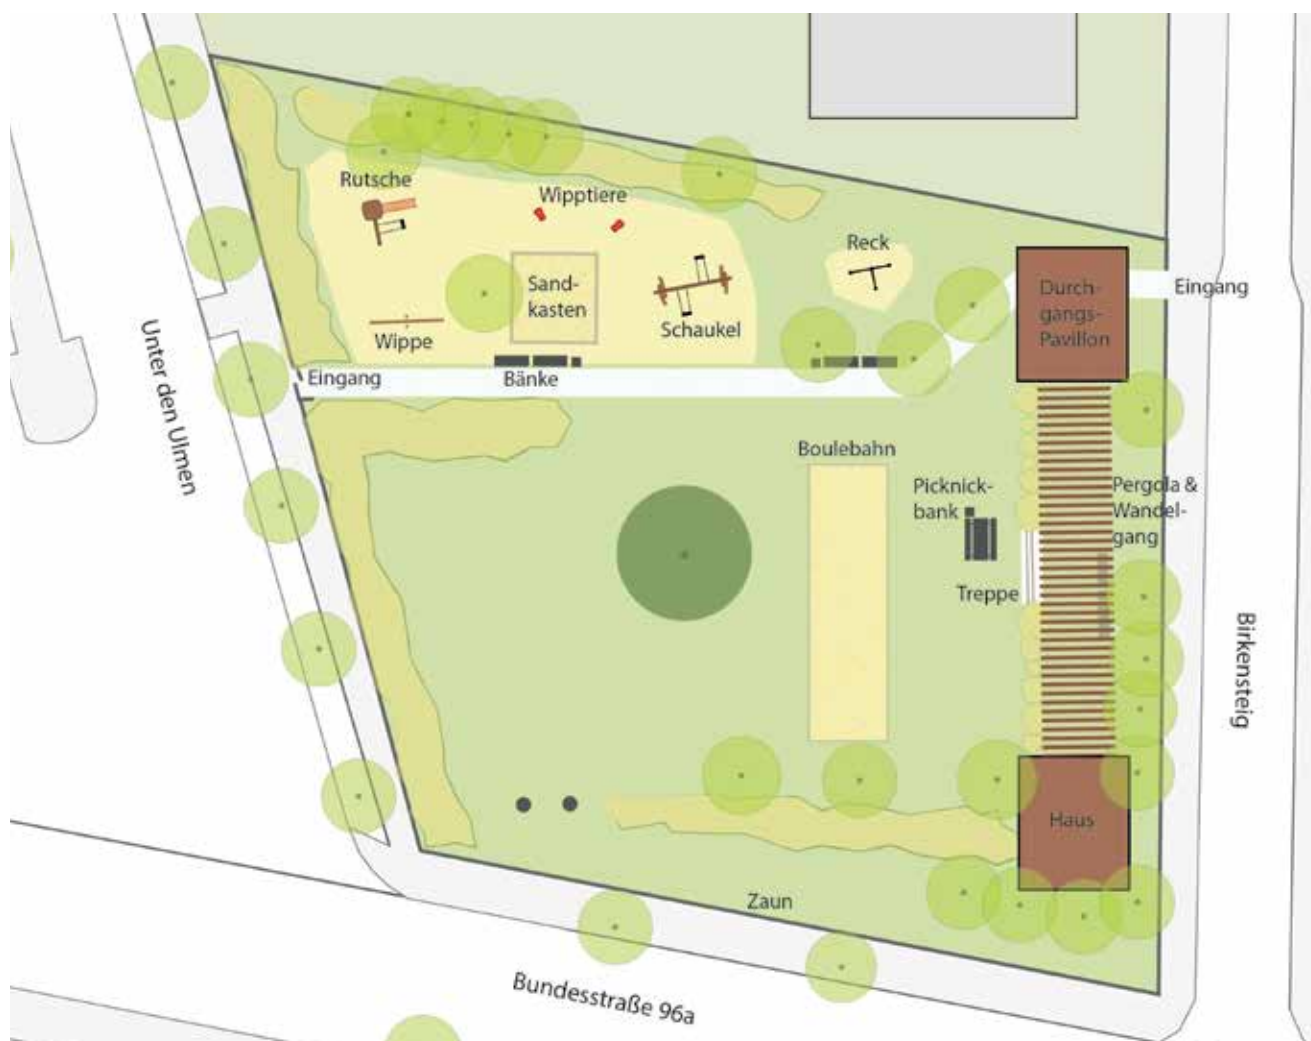 Rutsche
Wipptiere
Reck
Sand-
kasten
Durch-
gangs-
Pavillon
Eingang
Wippe
Schaukel
Eingang
Bänke
Unter den Ulmen
Boulebahn
Picknick-
bank
Pergola &
Wandel-
gang
Treppe
Birkensteig
Haus
Zaun
Bundesstraße 96a